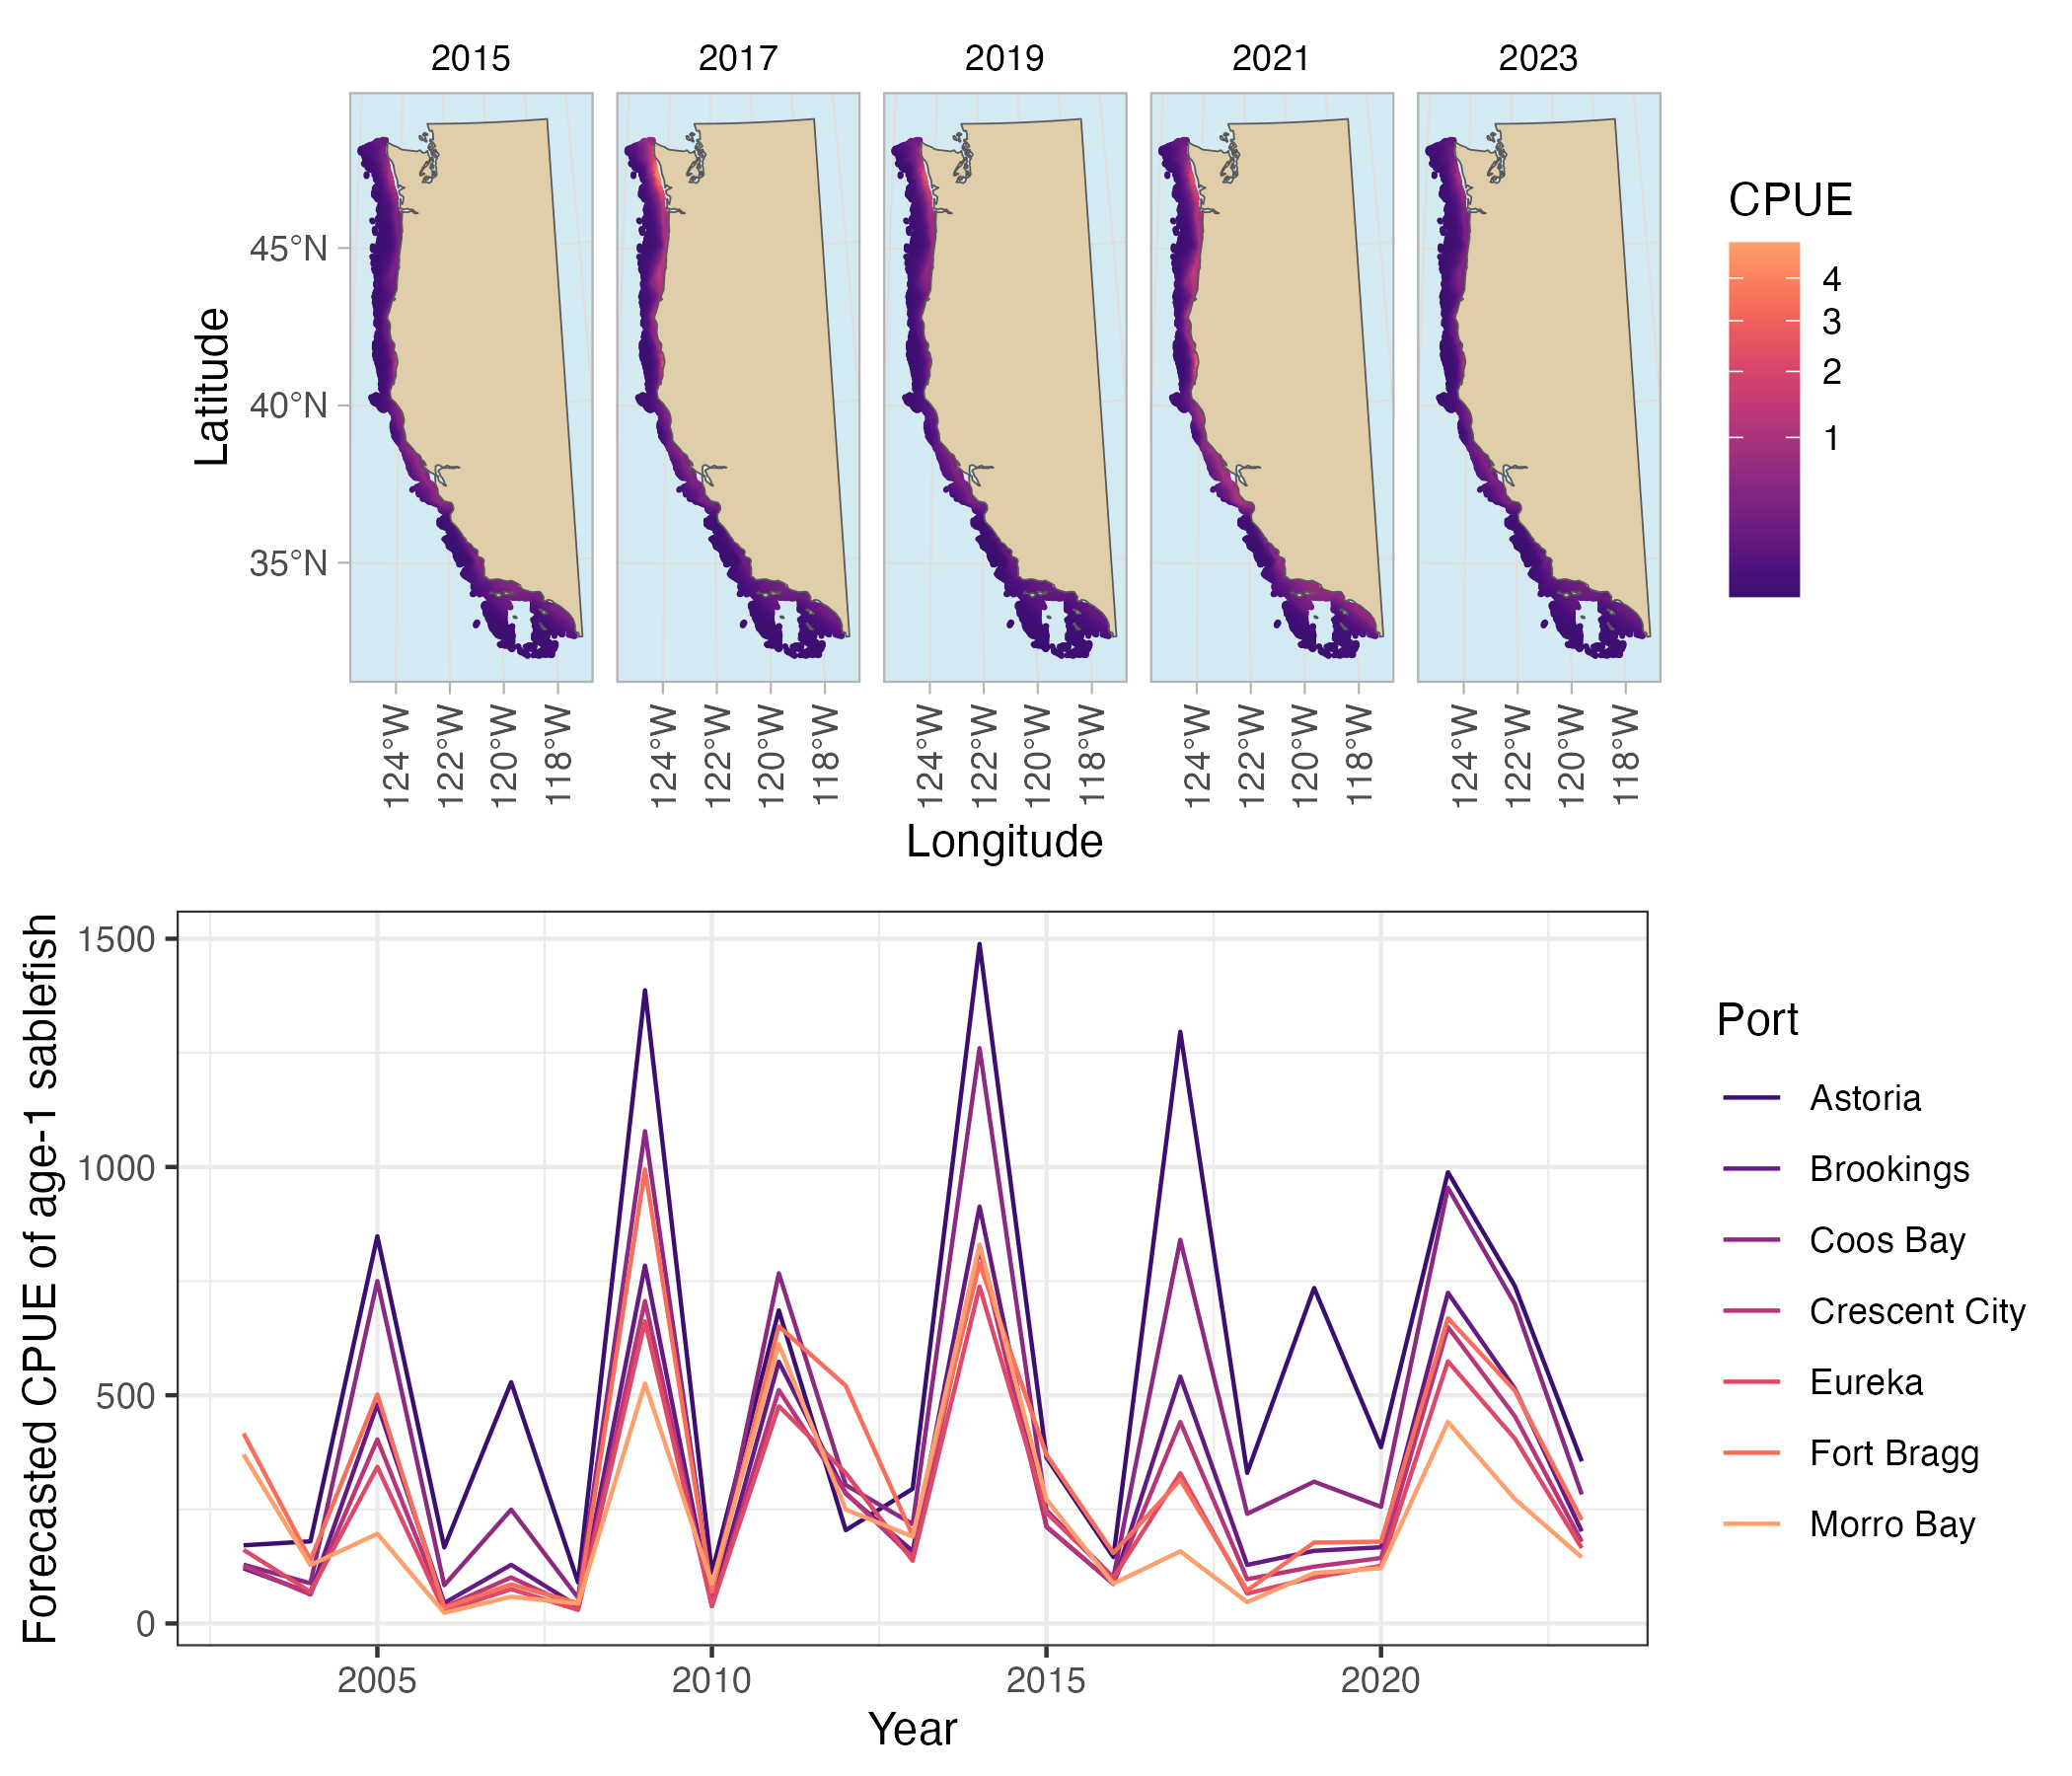 2015 2017 2019 2021 2023
Latitude
45°N
40°N
35°N
124°W 122°W 120°W 118°W 124°W 122°W 120°W 118°W 124°W 122°W 120°W 118°W 124°W 122°W 120°W 118°W 124°W 122°W 120°W 118°W
Longitude
CPUE
4
3
2
1
Forecasted CPUE of age-1 sablefish
1500
1000
500
0
2005 2010 2015 2020
Year
Port
Astoria
Brookings
Coos Bay
Crescent City
Eureka
Fort Bragg
Morro Bay